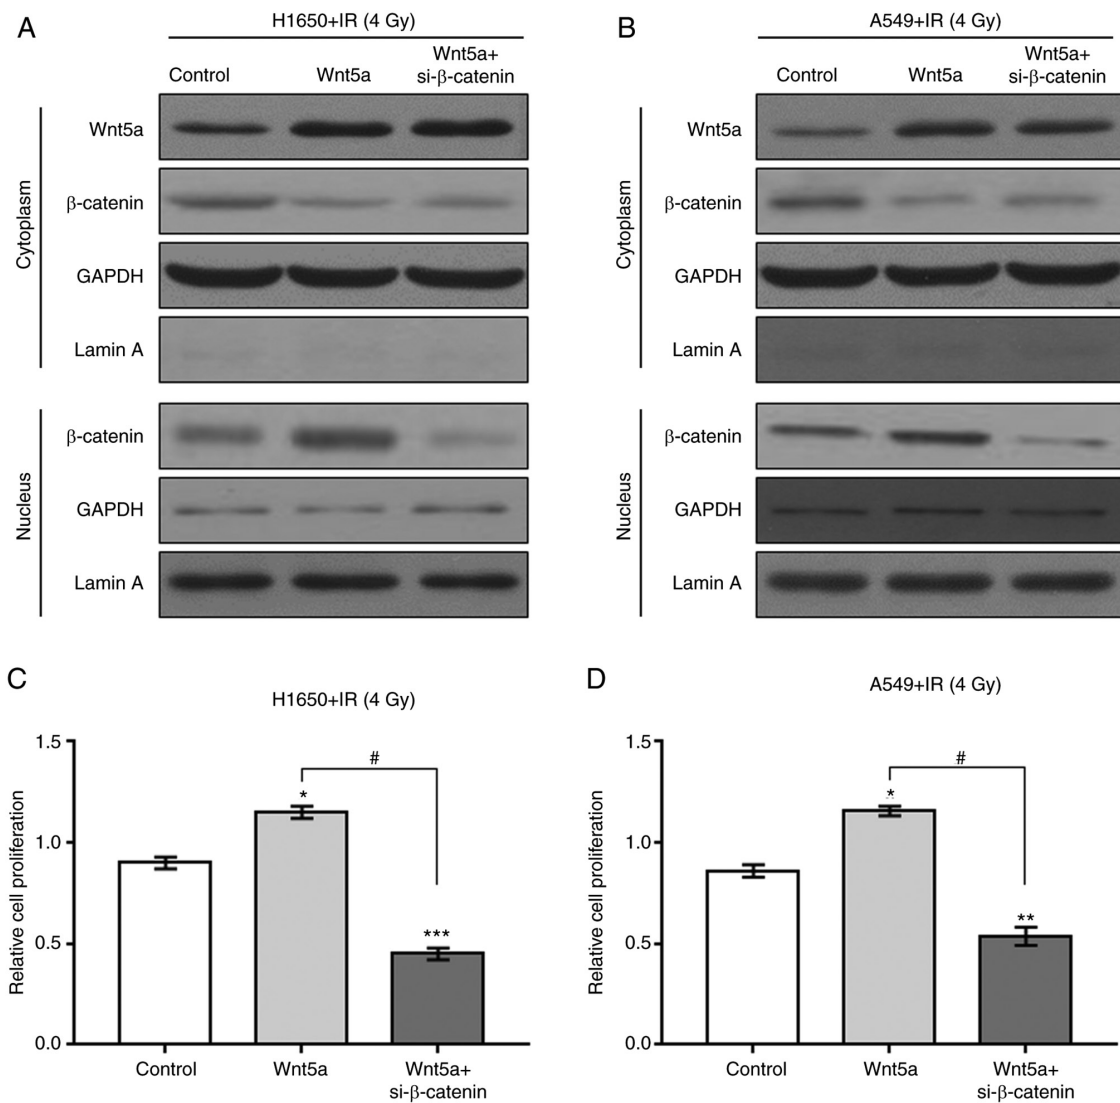 A
H1650+IR (4 Gy)
Control
Wnt5a
Wnt5a+
si-β-catenin
Cytoplasm
Wnt5a
β-catenin
GAPDH
Lamin A
Nucleus
β-catenin
GAPDH
Lamin A
B
A549+IR (4 Gy)
Control
Wnt5a
Wnt5a+
si-β-catenin
Cytoplasm
Wnt5a
β-catenin
GAPDH
Lamin A
Nucleus
β-catenin
GAPDH
Lamin A
C
H1650+IR (4 Gy)
Relative cell proliferation
1.5
1.0
0.5
0.0
#
*
***
Control
Wnt5a
Wnt5a+
si-β-catenin
D
A549+IR (4 Gy)
Relative cell proliferation
1.5
1.0
0.5
0.0
#
*
**
Control
Wnt5a
Wnt5a+
si-β-catenin